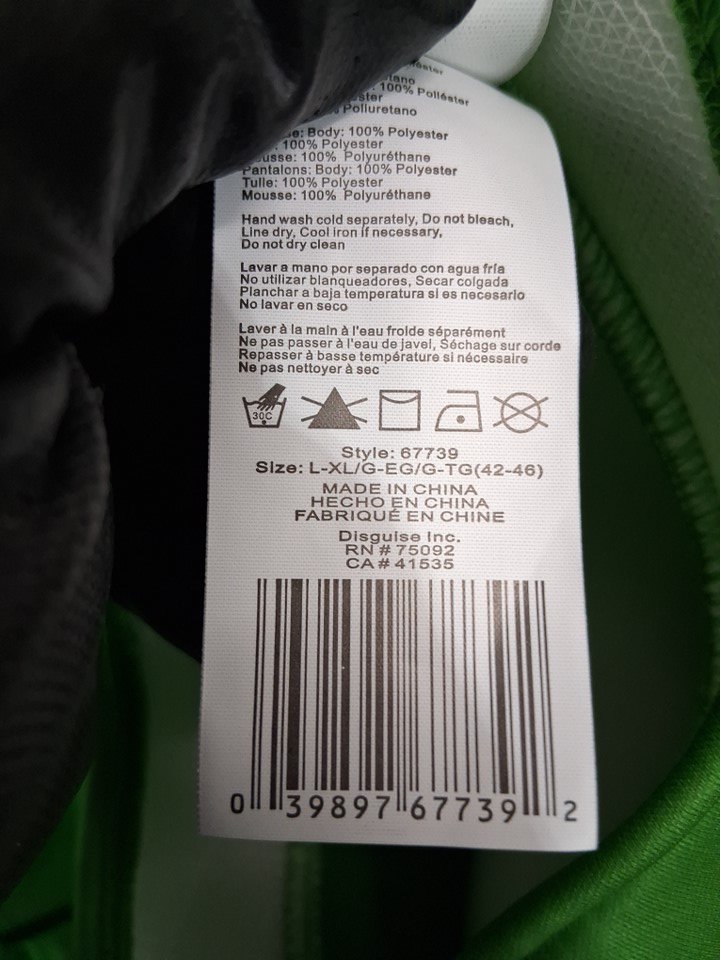 100% Poliéster
Poliuretano
Body: 100% Polyester
100% Polyester
100% Polyuréthane
Pantalons: Body: 100% Polyester
Tulle: 100% Polyester
Mousse: 100% Polyuréthane
Hand wash cold separately, Do not bleach,
Line dry, Cool iron if necessary,
Do not dry clean
Lavar a mano por separado con agua fría
No utilizar blanqueadores, Secar colgada
Planchar a baja temperatura si es necesario
No lavar en seco
Laver à la main à l'eau froide séparément
Ne pas passer à l'eau de javel, Séchage sur corde
Repasser à basse température si nécessaire
Ne pas nettoyer à sec
30C
Style: 67739
Size: L-XL/G-EG/G-TG(42-46)
MADE IN CHINA
HECHO EN CHINA
FABRIQUÉ EN CHINE
Disguise Inc.
RN # 75092
CA # 41535
0 39897 67739 2